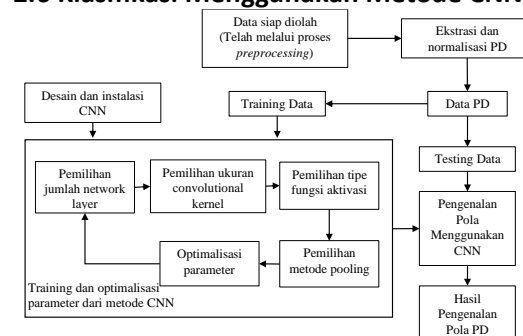 2.6 Klasifikasi Menggunakan Metode CNN
Data siap diolah
(Telah melalui proses
preprocessing)
Ekstrasi dan
normalisasi PD
Desain dan instalasi
CNN
Training Data
Data PD
Testing Data
Pemilihan
jumlah network
layer
Pemilihan ukuran
convolutional
kernel
Pemilihan tipe
fungsi aktivasi
Pengenalan
Pola
Menggunakan
CNN
Optimalisasi
parameter
Pemilihan
metode pooling
Training dan optimalisasi
parameter dari metode CNN
Hasil
Pengenalan
Pola PD